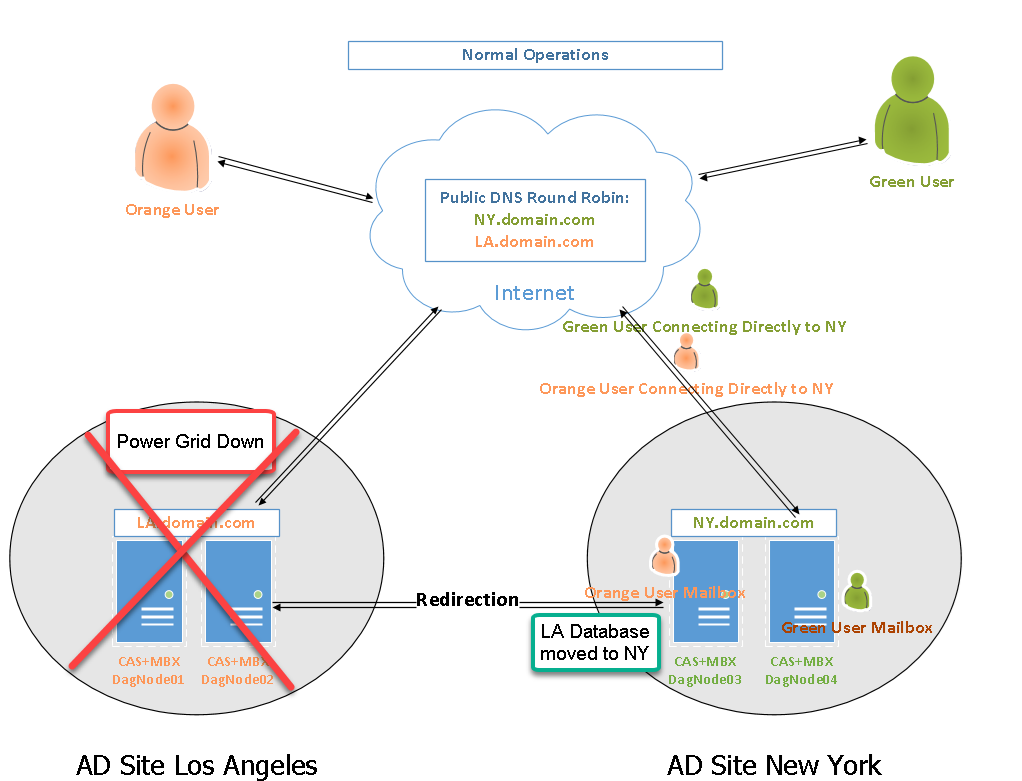 Normal Operations
Orange User
Green User
Public DNS Round Robin:
NY.domain.com
LA.domain.com
Internet
Green User Connecting Directly to NY
Orange User Connecting Directly to NY
Power Grid Down
LA.domain.com
NY.domain.com
Redirection
Orange User Mailbox
Green User Mailbox
LA Database
moved to NY
CAS+MBX
DagNode01
CAS+MBX
DagNode02
CAS+MBX
DagNode03
CAS+MBX
DagNode04
AD Site Los Angeles
AD Site New York